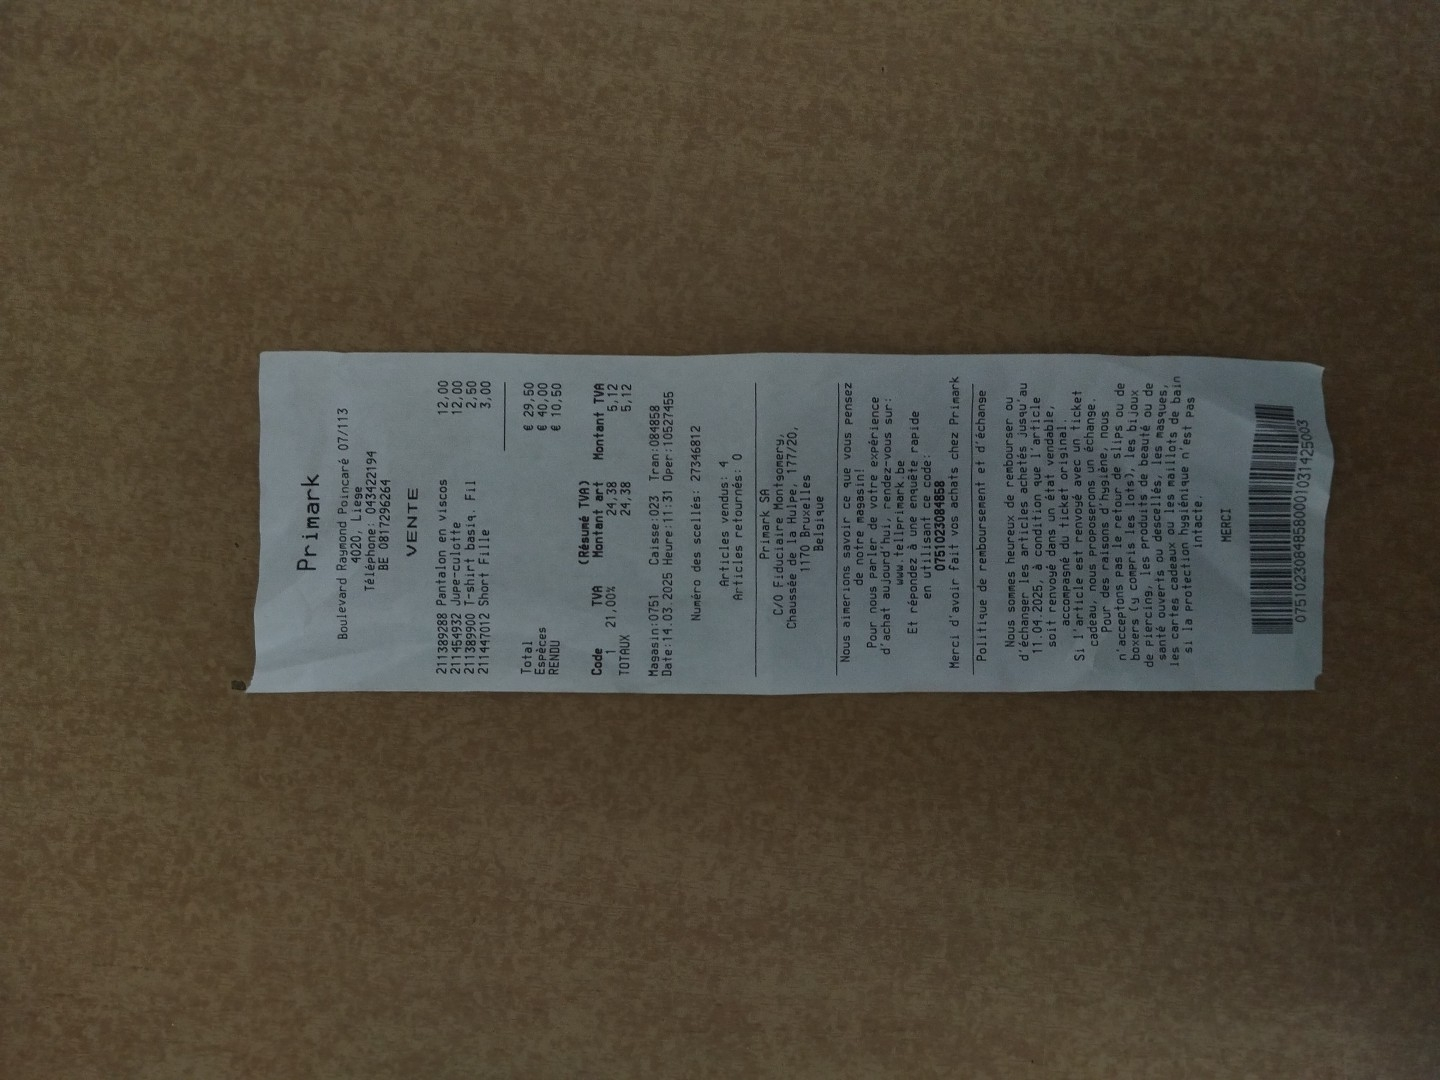 Primark
Boulevard Raymond Poincaré 07/113
4020, Liege
Téléphone: 043422194
BE 0817296264
VENTE
211389288 Pantalon en viscos 12,00
211454932 Jupe-culotte 12,00
211389900 T-shirt basiq. Fil 2,50
211447012 Short Fille 3,00
Total € 29,50
Espèces € 40,00
RENDU € 10,50
(Résumé TVA)
Code TVA Montant art Montant TVA
1 21,00% 24,38 5,12
TOTAUX 24,38 5,12
Magasin:0751 Caisse:023 Tran:084858
Date:14.03.2025 Heure:11:31 Oper:10527455
Numéro des scellés: 27346812
Articles vendus: 4
Articles retournés: 0
Primark SA
C/O Fiduciaire Montgomery,
Chaussée de la Hulpe, 177/20,
1170 Bruxelles
Belgique
Nous aimerions savoir ce que vous pensez
de notre magasin!
Pour nous parler de votre expérience
d'achat aujourd'hui, rendez-vous sur:
www.tellprimark.be
Et répondez à une enquête rapide
en utilisant ce code:
0751023084858
Merci d'avoir fait vos achats chez Primark
Politique de remboursement et d'échange
Nous sommes heureux de rembourser ou
d'échanger les articles achetés jusqu'au
11.04.2025, à condition que l'article
soit renvoyé dans un état vendable,
accompagné du ticket original.
Si l'article est renvoyé avec un ticket
cadeau, nous proposerons un échange.
Pour des raisons d'hygiène, nous
n'acceptons pas le retour de slips ou de
boxers (y compris les lots), les bijoux
de piercing, les produits de beauté ou de
santé ouverts ou descellés, les masques,
les cartes cadeaux ou les maillots de bain
si la protection hygiénique n'est pas
intacte.
MERCI
07510230848580001031425003